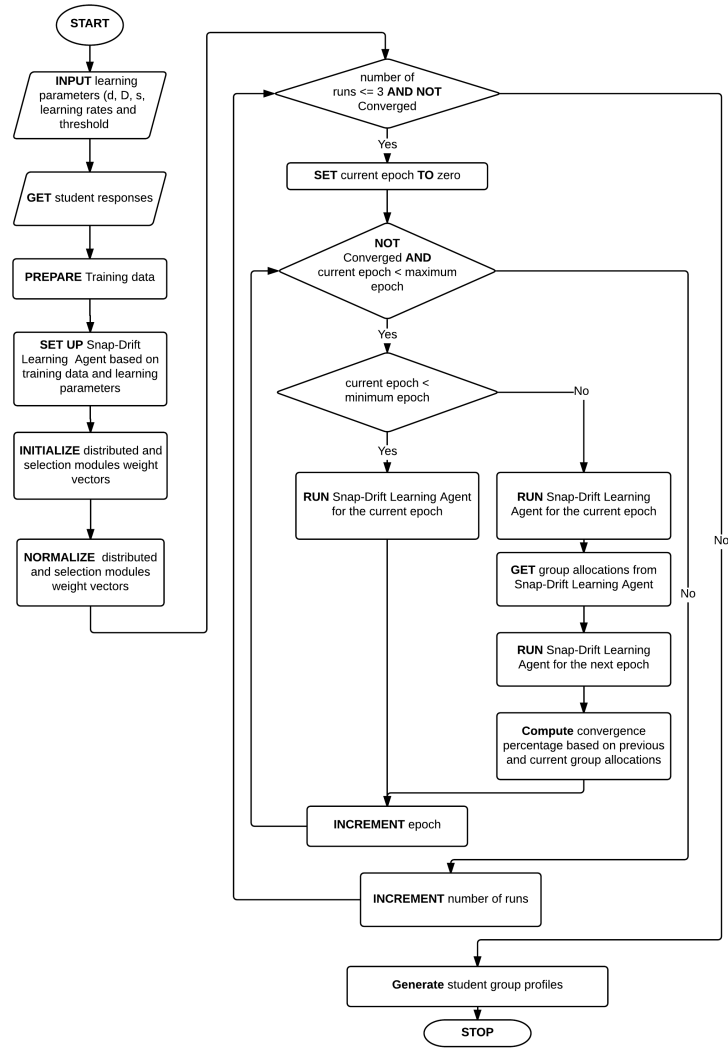 START
INPUT learning
parameters (d, D, s,
learning rates and
threshold
GET student responses
PREPARE Training data
SET UP Snap-Drift
Learning Agent based on
training data and learning
parameters
INITIALIZE distributed and
selection modules weight
vectors
NORMALIZE distributed
and selection modules
weight vectors
number of
runs <= 3 AND NOT
Converged
Yes
SET current epoch TO zero
NOT
Converged AND
current epoch < maximum
epoch
Yes
current epoch <
minimum epoch
No
Yes
RUN Snap-Drift Learning Agent
for the current epoch
RUN Snap-Drift Learning
Agent for the current epoch
No
GET group allocations from
Snap-Drift Learning Agent
No
RUN Snap-Drift Learning
Agent for the next epoch
Compute convergence
percentage based on previous
and current group allocations
INCREMENT epoch
INCREMENT number of runs
Generate student group profiles
STOP